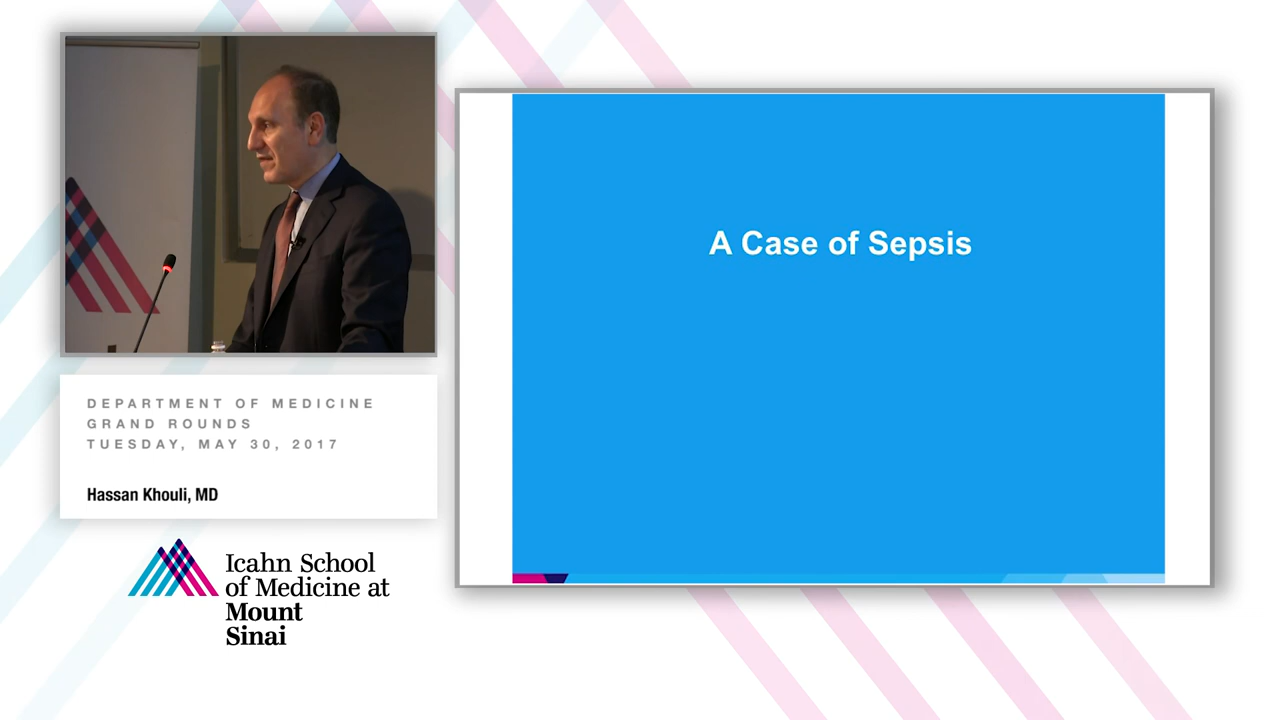 DEPARTMENT OF MEDICINE
GRAND ROUNDS
TUESDAY, MAY 30, 2017
Hassan Khouli, MD
Icahn School
of Medicine at
Mount
Sinai
A Case of Sepsis